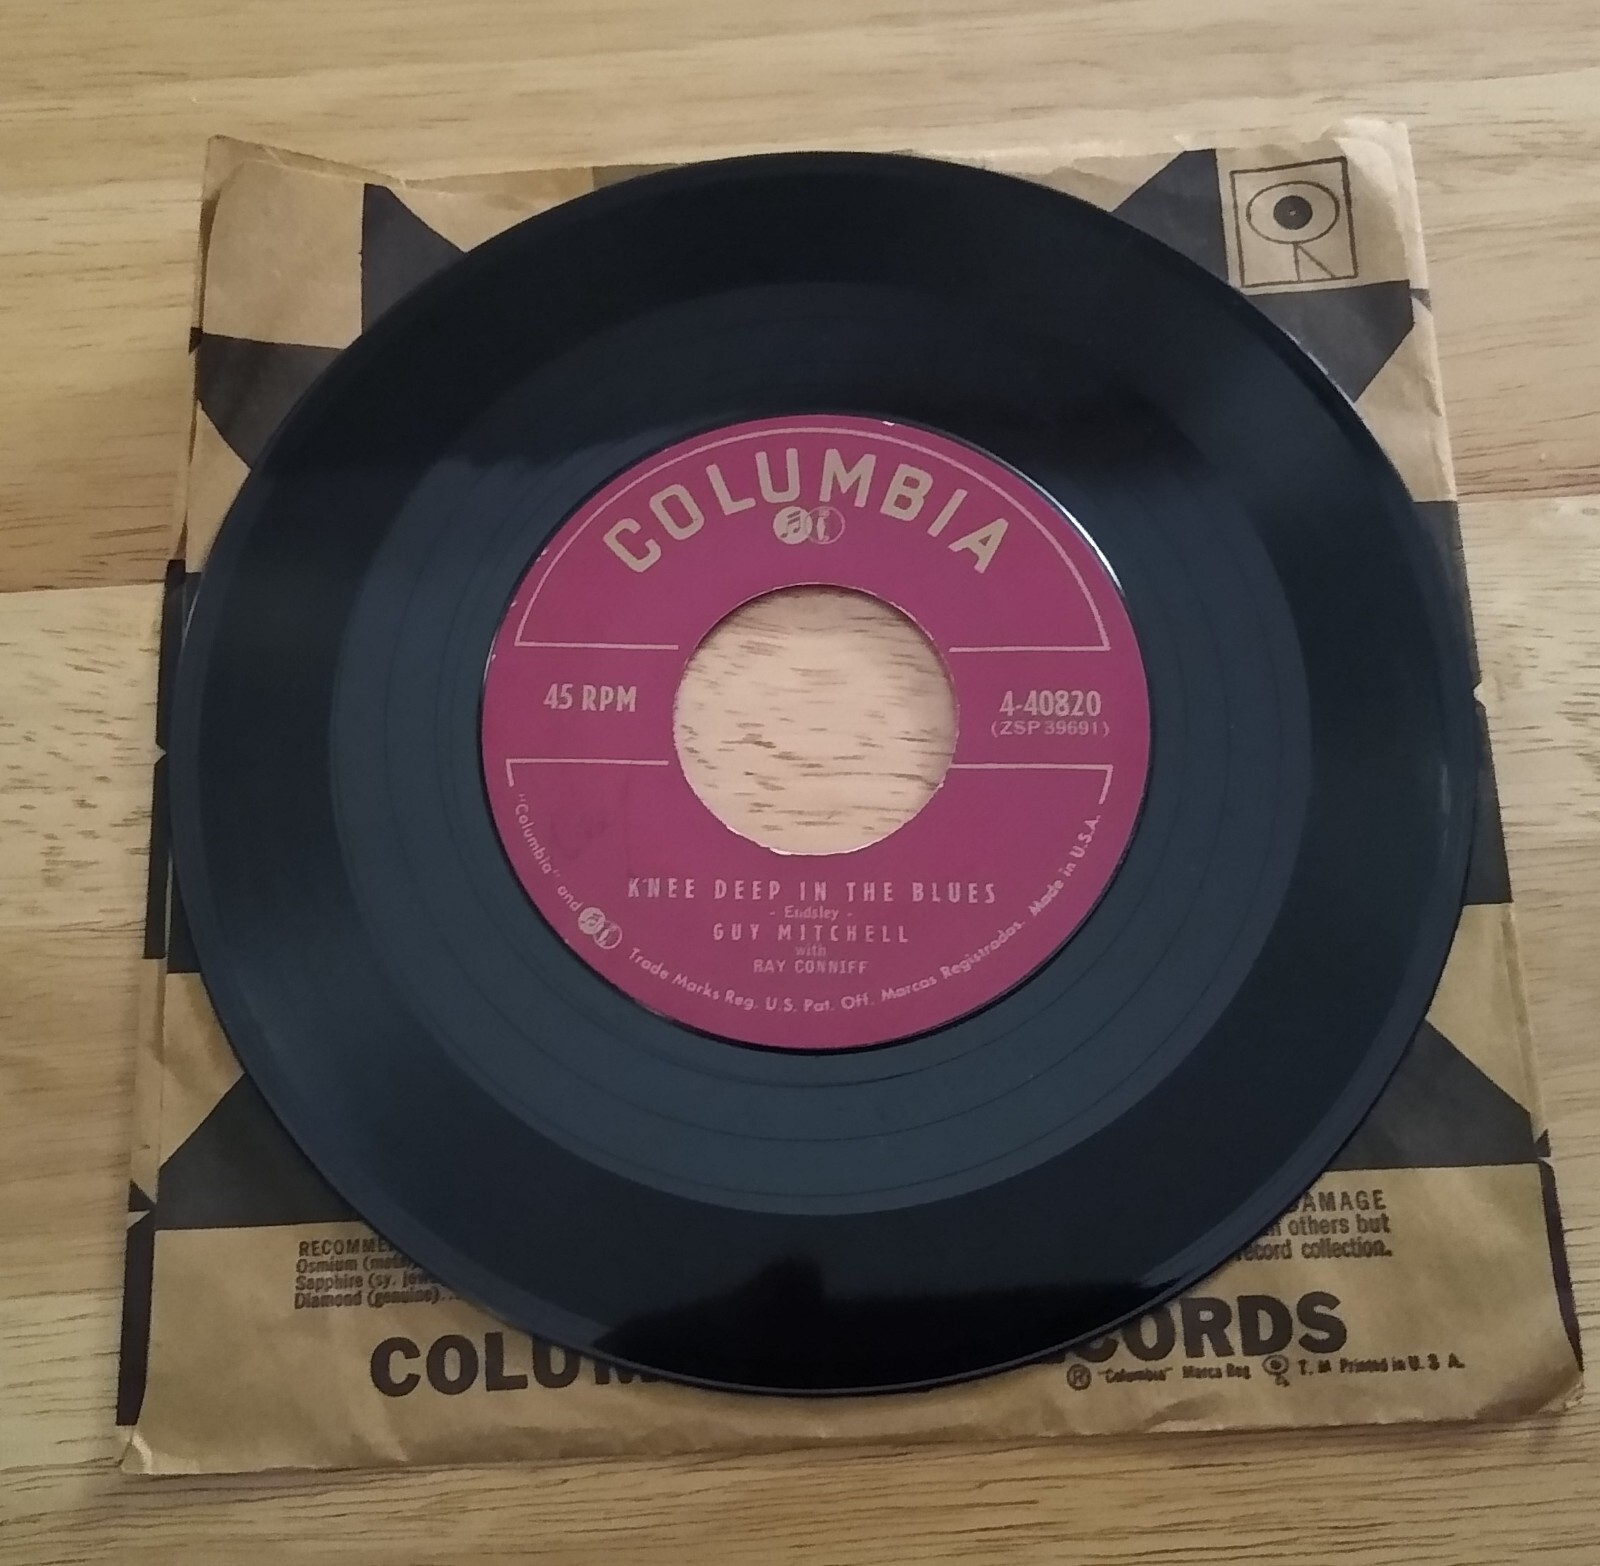 COLUMBIA
45 RPM
4-40820
(ZSP 39691)
KNEE DEEP IN THE BLUES
- Endsley -
GUY MITCHELL
with
RAY CONNIFF
"Columbia" and Trade Marks Reg. U.S. Pat. Off. Marcas Registradas. Made in U.S.A.
DAMAGE
others but
record collection.
Osmium
Sapphire (sy.
Diamond (genuine)...
® "Columbia" Marca Reg T. M Printed in U. S A.